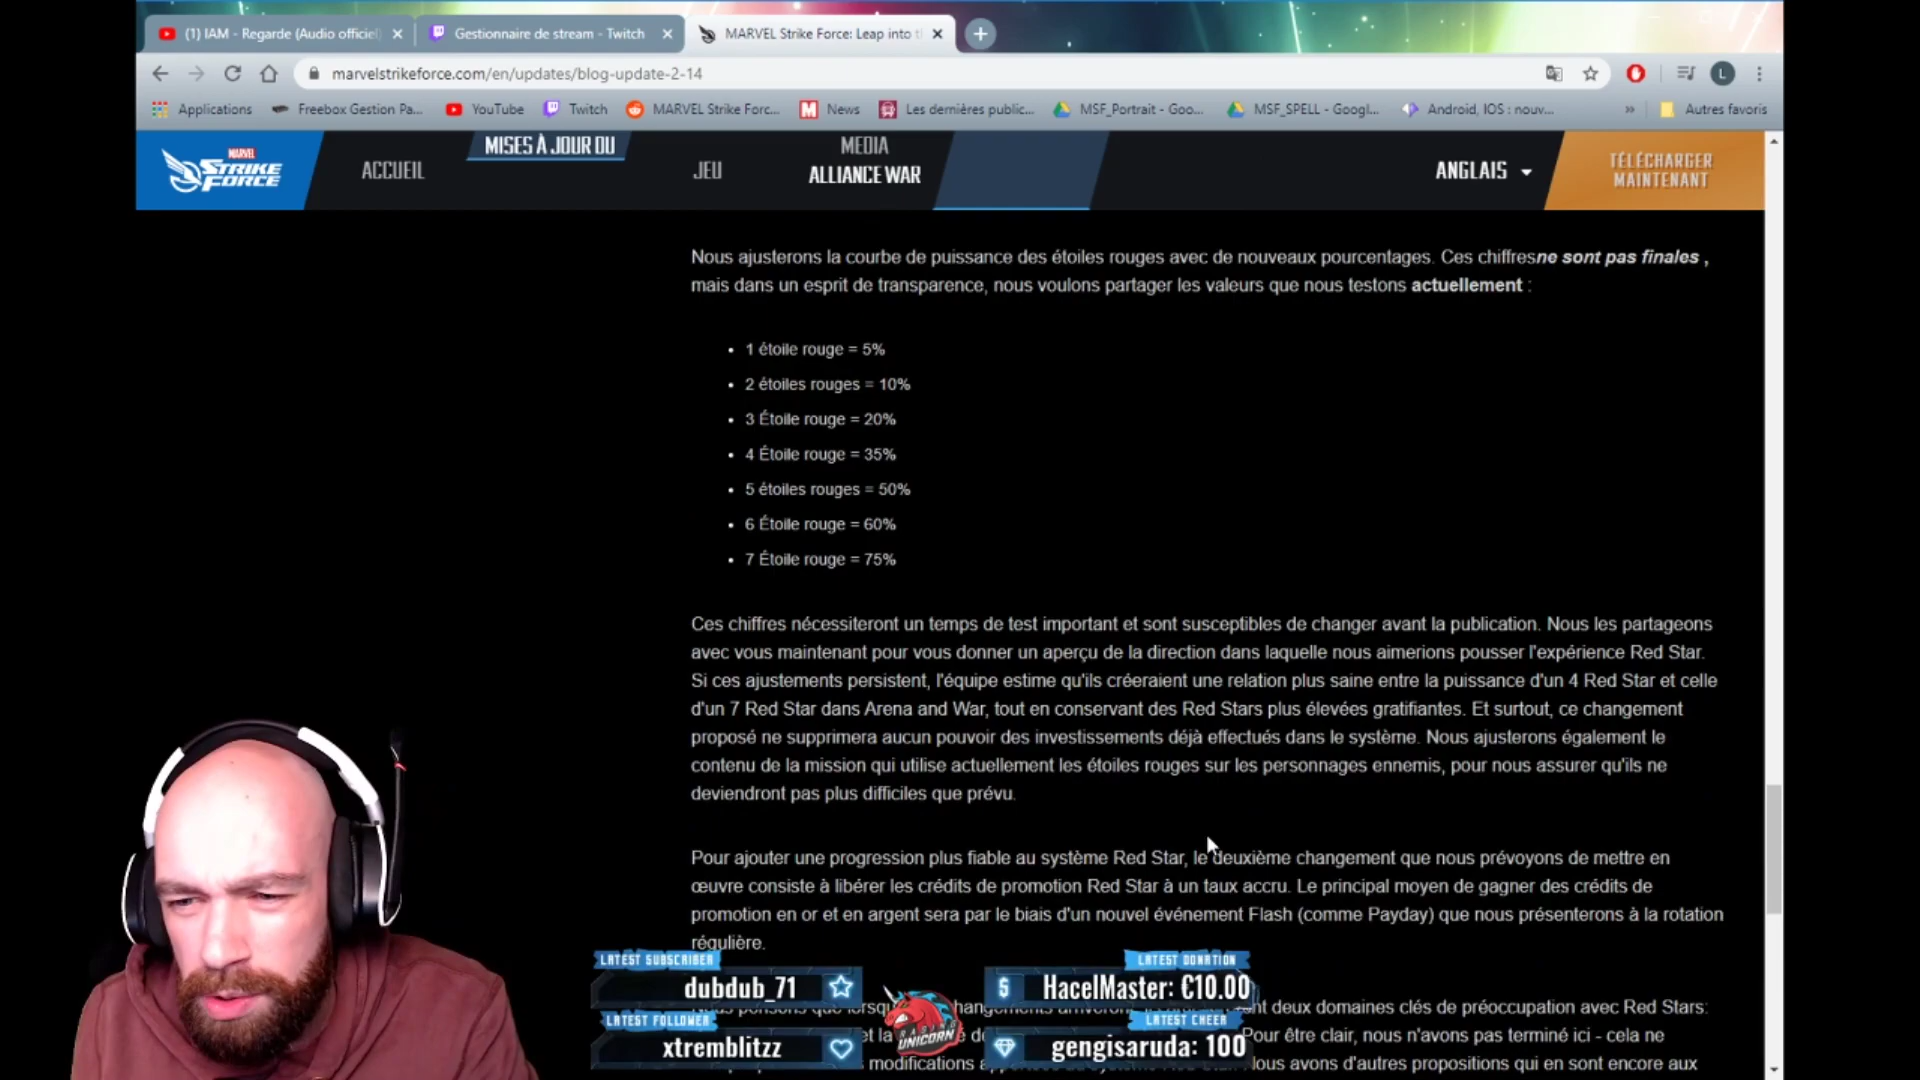 (1) IAM - Regarde (Audio officiel
Gestionnaire de stream - Twitch
MARVEL Strike Force: Leap into t
marvelstrikeforce.com/en/updates/blog-update-2-14
L
Applications
Freebox Gestion Pa...
YouTube
Twitch
MARVEL Strike Forc...
News
Les dernières public...
MSF_Portrait - Goo...
MSF_SPELL - Googl...
Android, IOS : nouv...
»
Autres favoris
MARVEL
STRIKE
FORCE
ACCUEIL
MISES À JOUR DU
JEU
MEDIA
ALLIANCE WAR
ANGLAIS
TÉLÉCHARGER
MAINTENANT
Nous ajusterons la courbe de puissance des étoiles rouges avec de nouveaux pourcentages. Ces chiffresne sont pas finales ,
mais dans un esprit de transparence, nous voulons partager les valeurs que nous testons actuellement :
• 1 étoile rouge = 5%
• 2 étoiles rouges = 10%
• 3 Étoile rouge = 20%
• 4 Étoile rouge = 35%
• 5 étoiles rouges = 50%
• 6 Étoile rouge = 60%
• 7 Étoile rouge = 75%
Ces chiffres nécessiteront un temps de test important et sont susceptibles de changer avant la publication. Nous les partageons
avec vous maintenant pour vous donner un aperçu de la direction dans laquelle nous aimerions pousser l'expérience Red Star.
Si ces ajustements persistent, l'équipe estime qu'ils créeraient une relation plus saine entre la puissance d'un 4 Red Star et celle
d'un 7 Red Star dans Arena and War, tout en conservant des Red Stars plus élevées gratifiantes. Et surtout, ce changement
proposé ne supprimera aucun pouvoir des investissements déjà effectués dans le système. Nous ajusterons également le
contenu de la mission qui utilise actuellement les étoiles rouges sur les personnages ennemis, pour nous assurer qu'ils ne
deviendront pas plus difficiles que prévu.
Pour ajouter une progression plus fiable au système Red Star, le deuxième changement que nous prévoyons de mettre en
œuvre consiste à libérer les crédits de promotion Red Star à un taux accru. Le principal moyen de gagner des crédits de
promotion en or et en argent sera par le biais d'un nouvel événement Flash (comme Payday) que nous présenterons à la rotation
régulière.
deux domaines clés de préoccupation avec Red Stars:
Pour être clair, nous n'avons pas terminé ici - cela ne
modifications
Nous avons d'autres propositions qui en sont encore aux
LATEST SUBSCRIBER
dubdub_71
LATEST DONATION
$ HacelMaster: €10.00
LATEST FOLLOWER
xtremblitzz
LATEST CHEER
gengisaruda: 100
UNICORN